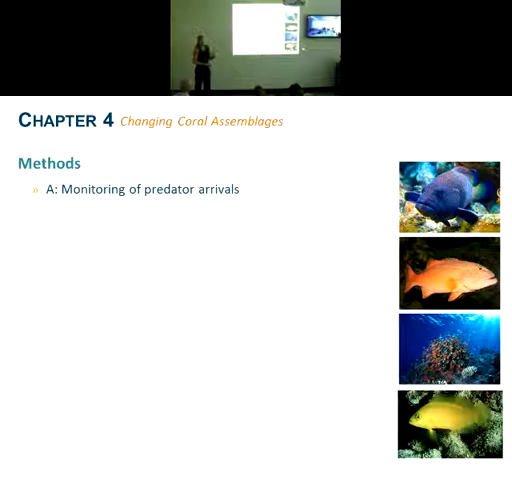 CHAPTER 4 Changing Coral Assemblages
Methods
» A: Monitoring of predator arrivals